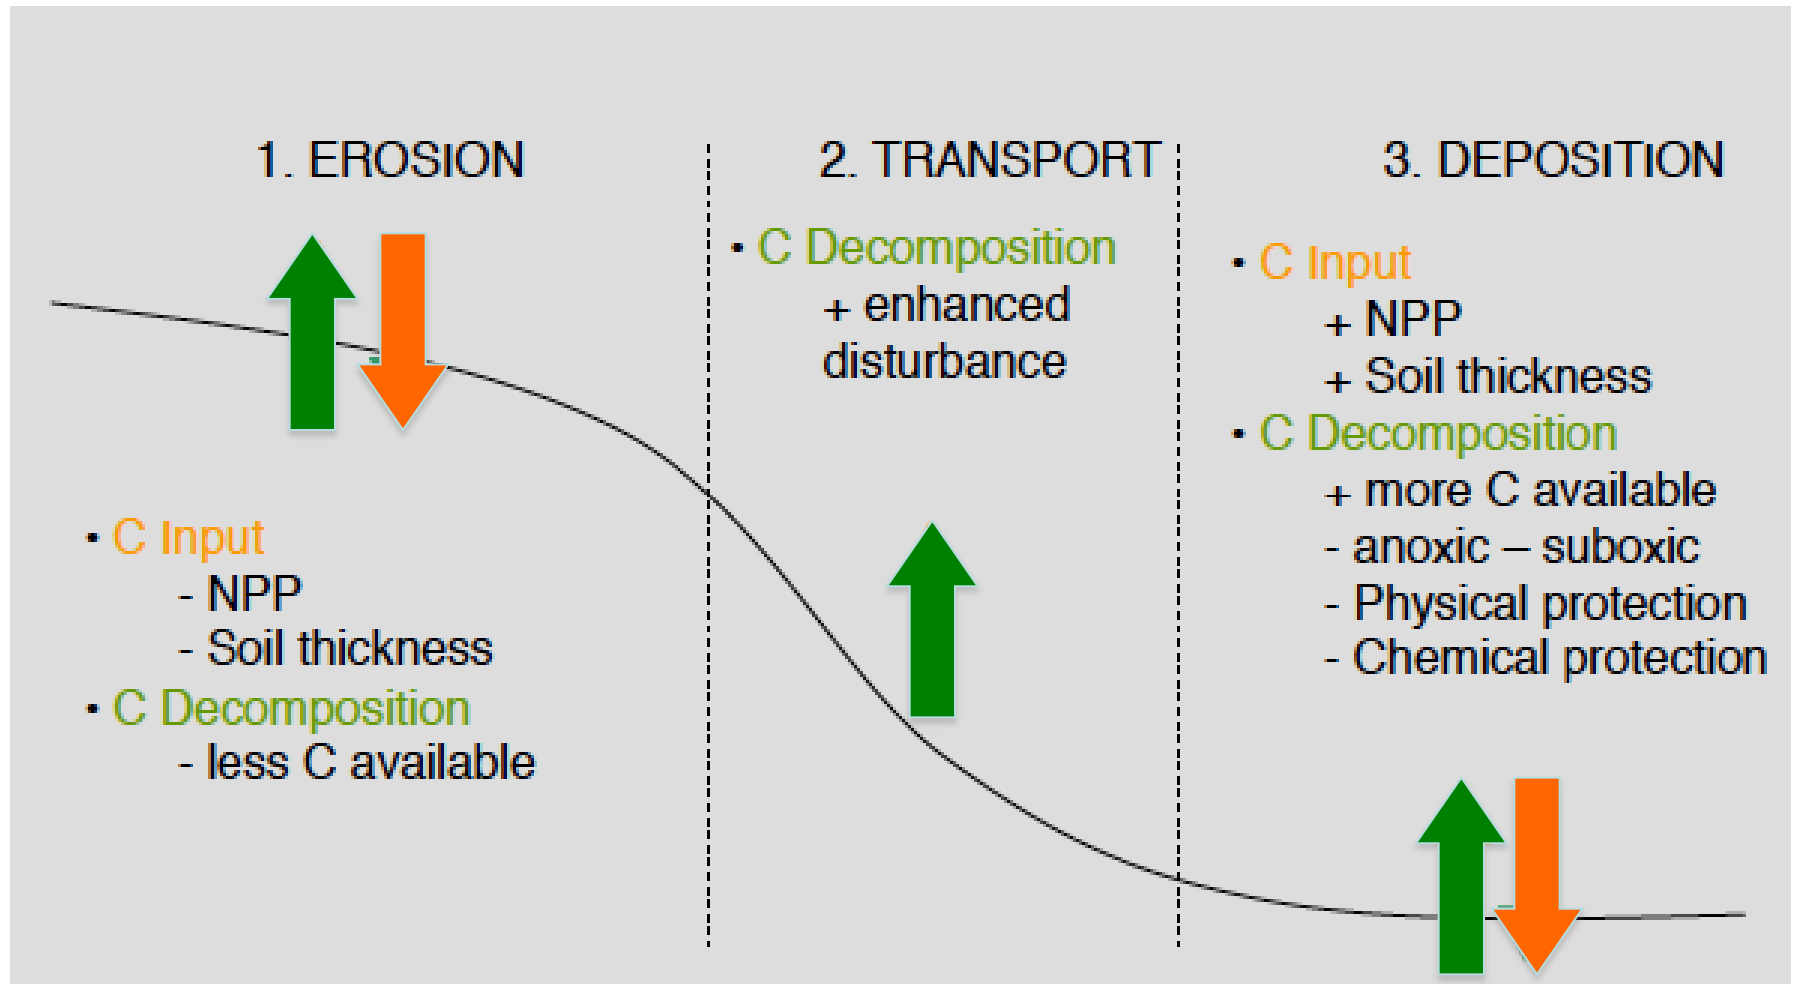 1. EROSION
• C Input
- NPP
- Soil thickness
• C Decomposition
- less C available
2. TRANSPORT
• C Decomposition
+ enhanced
disturbance
3. DEPOSITION
• C Input
+ NPP
+ Soil thickness
• C Decomposition
+ more C available
- anoxic – suboxic
- Physical protection
- Chemical protection